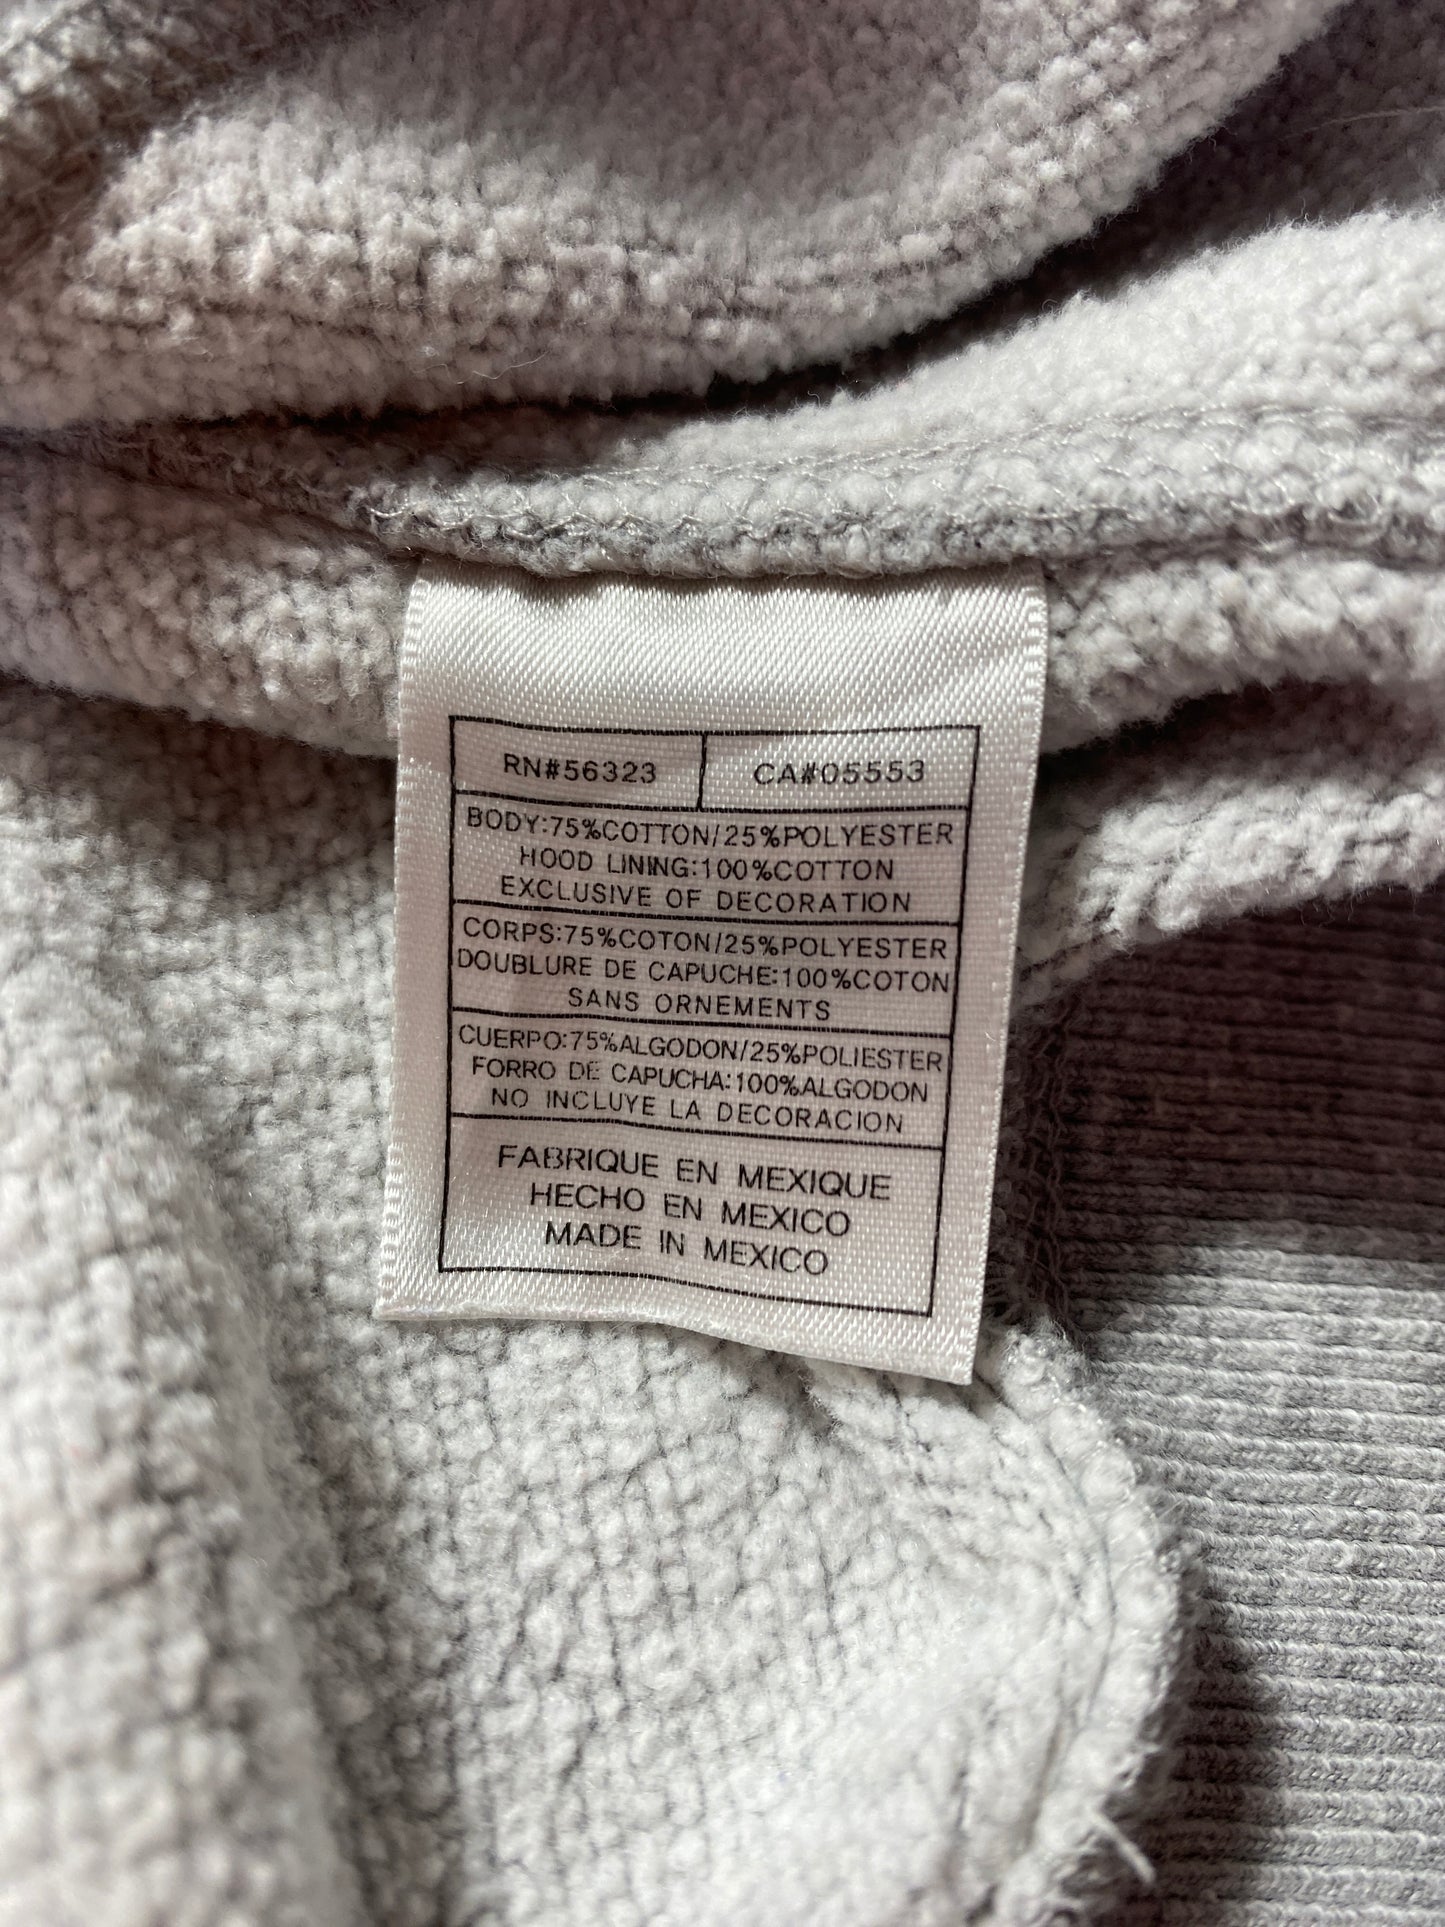 RN#56323 CA#05553
BODY:75%COTTON/25%POLYESTER
HOOD LINING:100%COTTON
EXCLUSIVE OF DECORATION
CORPS:75%COTON/25%POLYESTER
DOUBLURE DE CAPUCHE:100%COTON
SANS ORNEMENTS
CUERPO:75%ALGODON/25%POLIESTER
FORRO DE CAPUCHA:100%ALGODON
NO INCLUYE LA DECORACION
FABRIQUE EN MEXIQUE
HECHO EN MEXICO
MADE IN MEXICO